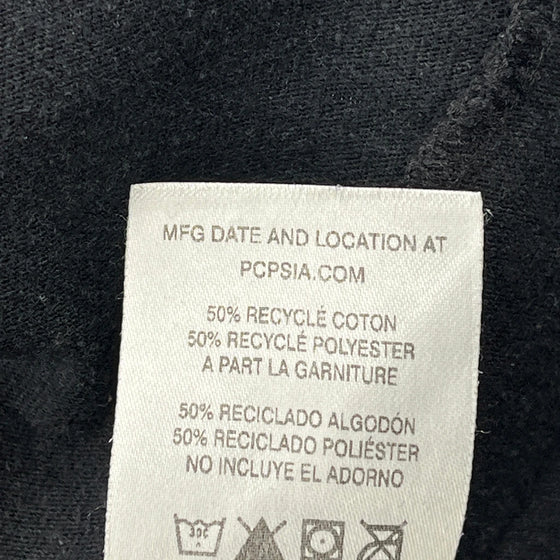 MFG DATE AND LOCATION AT
PCPSIA.COM
50% RECYCLÉ COTON
50% RECYCLÉ POLYESTER
A PART LA GARNITURE
50% RECICLADO ALGODÓN
50% RECICLADO POLIÉSTER
NO INCLUYE EL ADORNO
30C